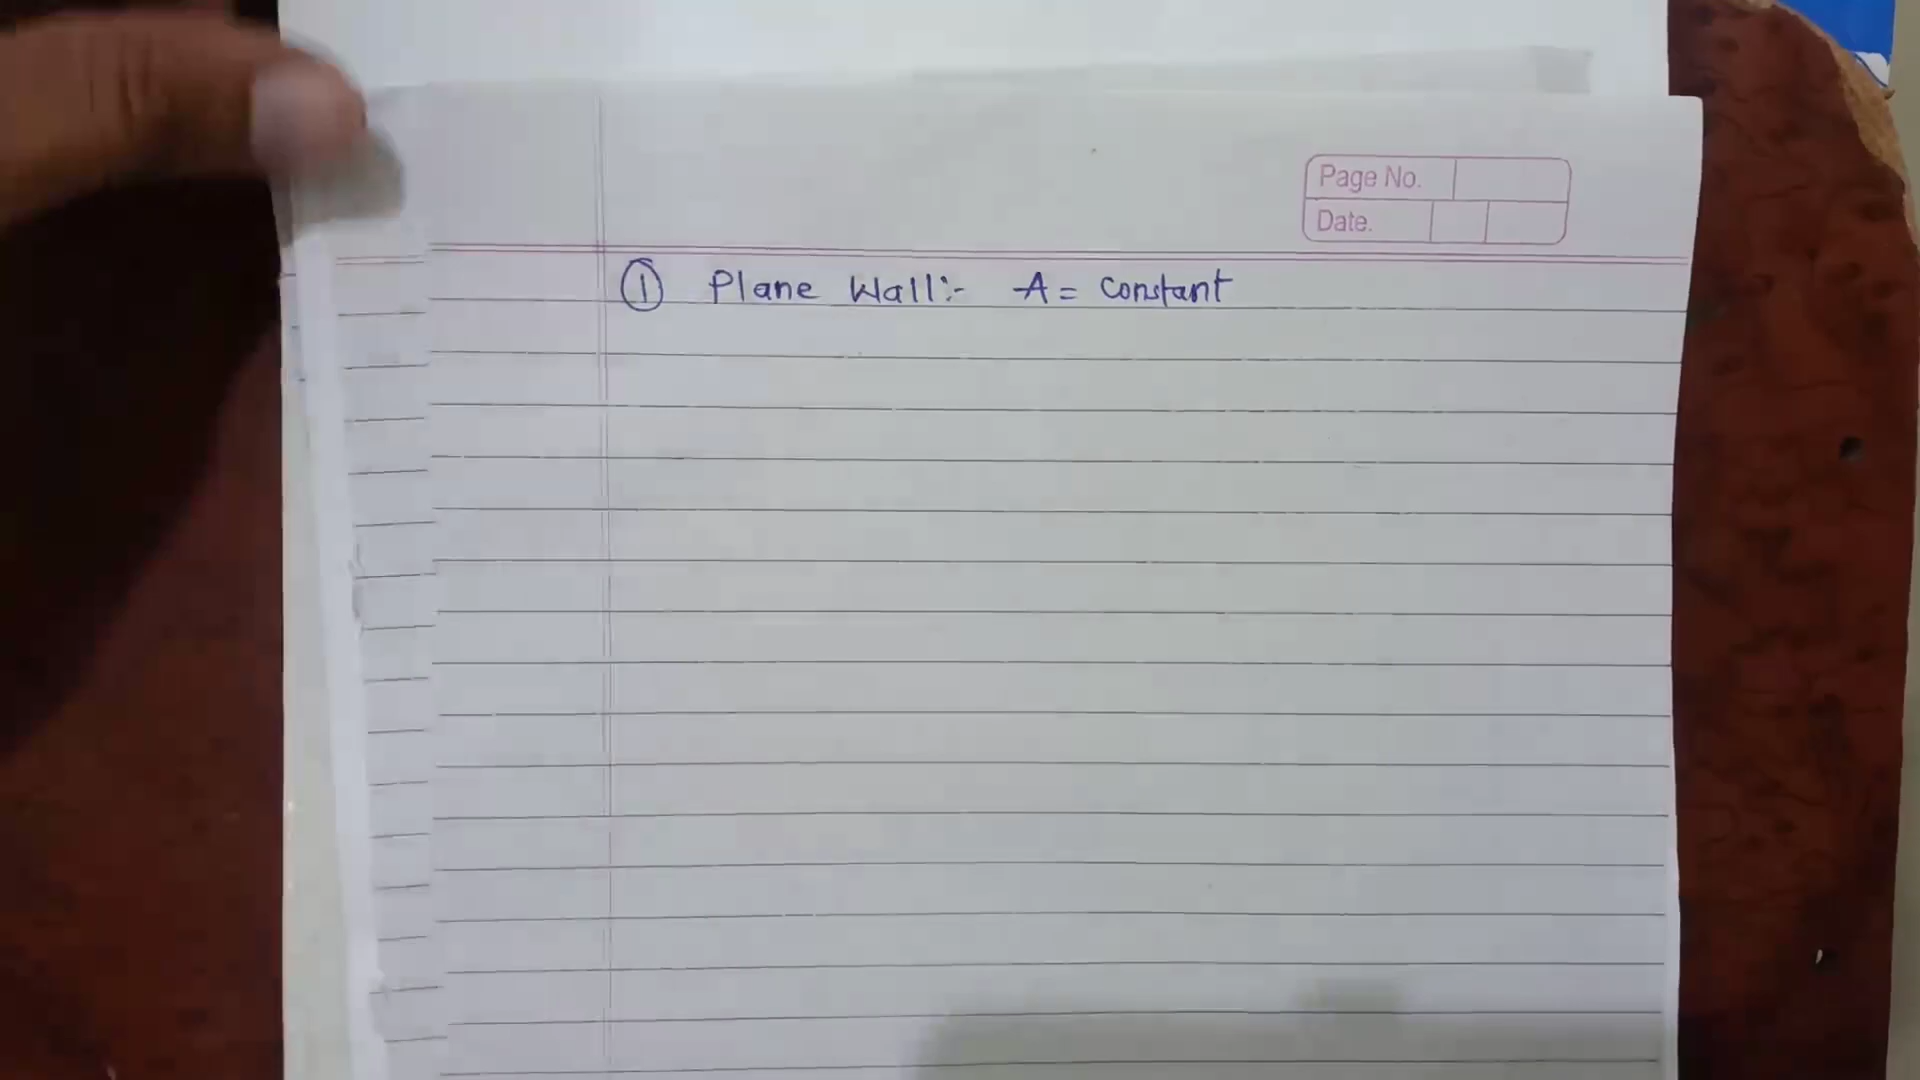 Page No.
Date.
① Plane Wall:- A = Constant